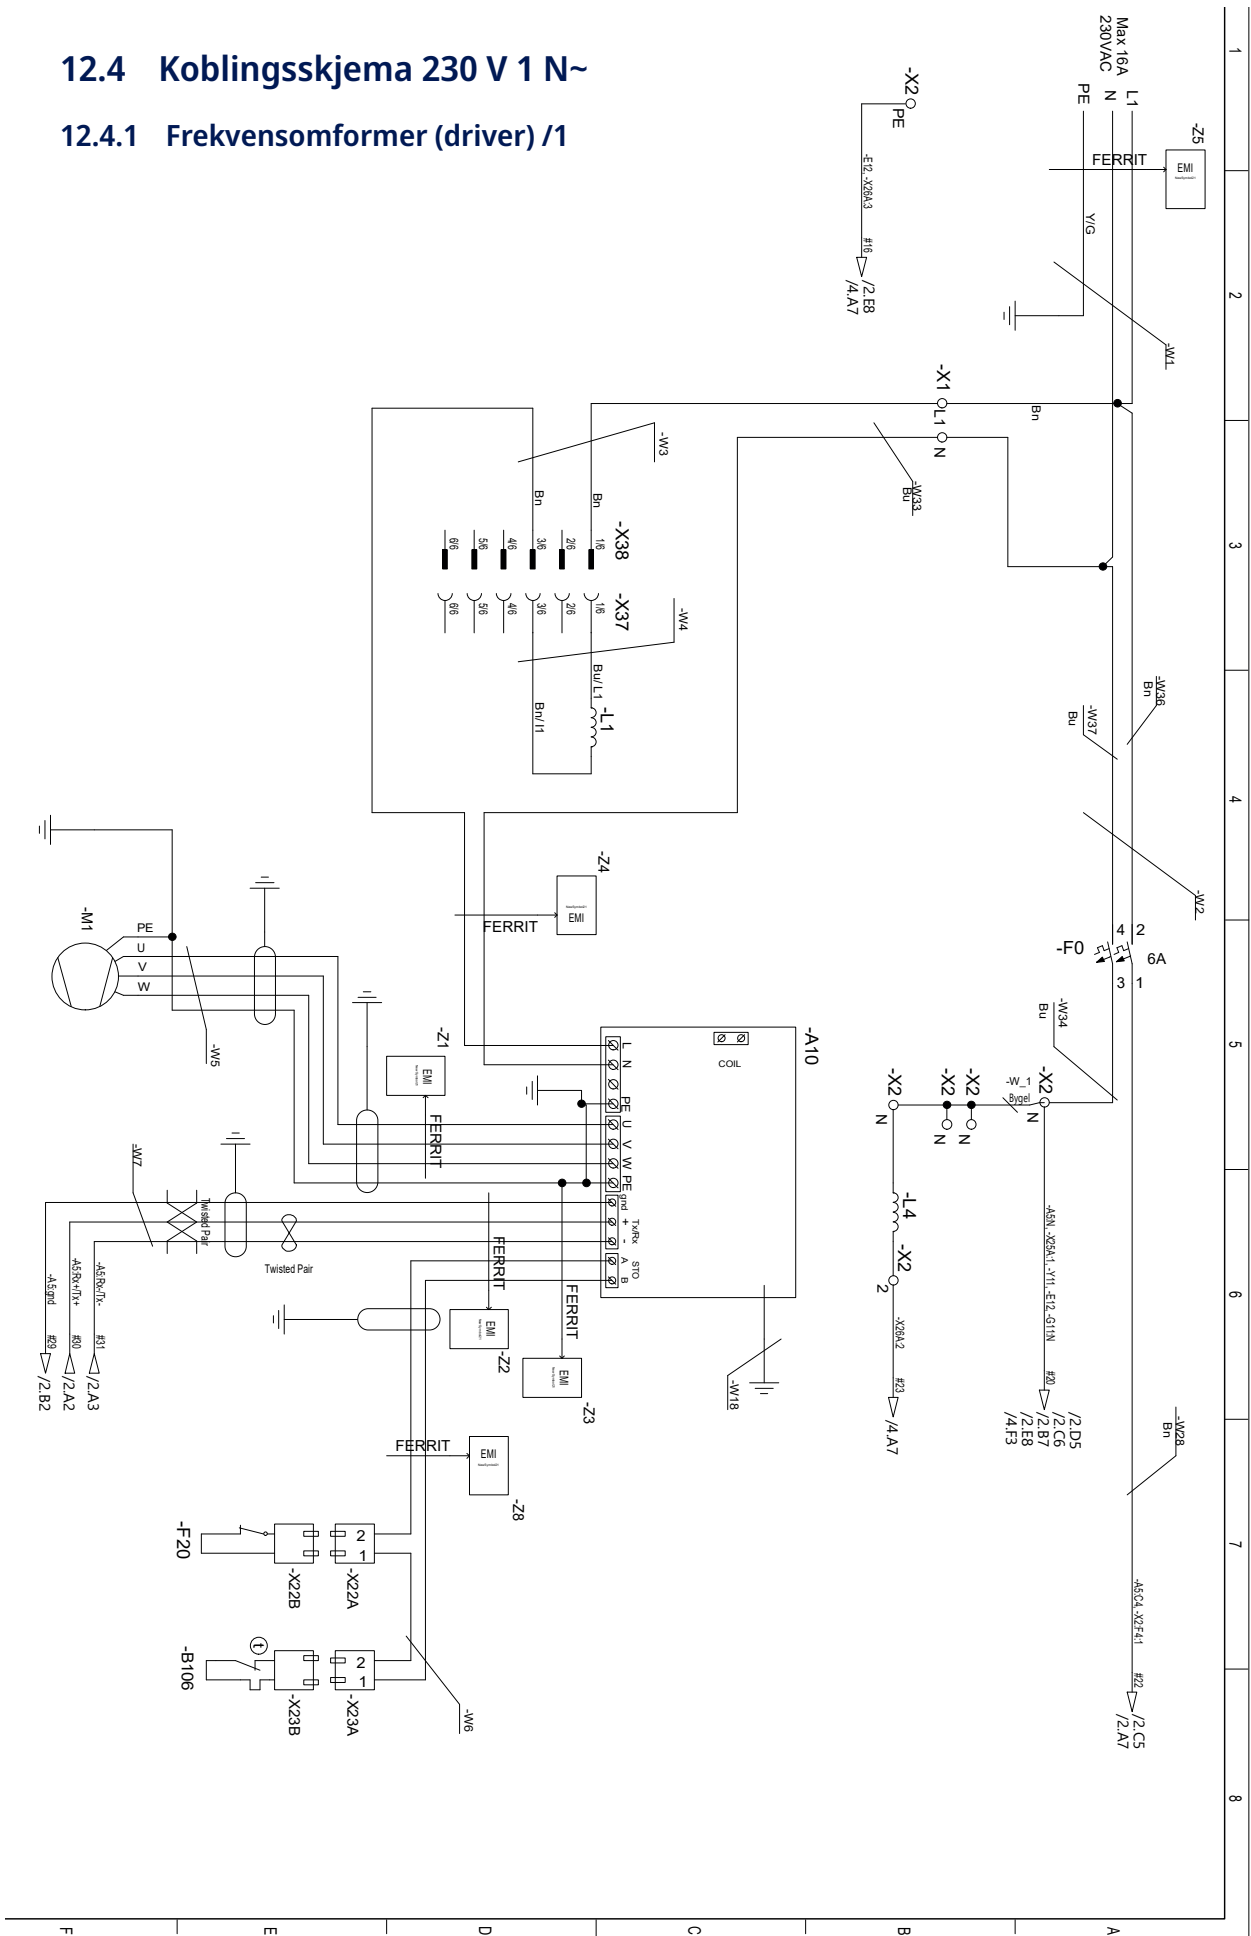 12.4 Koblingsskjema 230 V 1 N~
12.4.1 Frekvensomformer (driver) /1
1
2
3
4
5
6
7
8
A
B
C
D
E
F
Max 16A
230VAC
L1
N
PE
-Z5
EMI
FERRIT
Y/G
-W1
-X2
PE
-E12, -X26A:3
#16
/2.E8
/4.A7
-X1
L1
N
Bn
-W33
Bu
-W3
Bn
Bn
-X38
1/6
2/6
3/6
4/6
5/6
6/6
-X37
1/6
2/6
3/6
4/6
5/6
6/6
-W4
Bu/ L1
Bn/ l1
-L1
-W36
Bn
-W37
Bu
-W2
-F0
4
2
3
1
6A
-W34
Bu
-Z4
EMI
FERRIT
-M1
PE
U
V
W
-W5
-Z1
EMI
FERRIT
-A10
COIL
L
N
PE
U
V
W
PE
gnd
+
-
Tx/Rx
A
B
STO
-X2
N
-X2
N
-X2
N
-W_1
Bygel
-X2
N
-L4
-X2
2
-X26A:2
#23
/4.A7
-A5:N, -X25A:1, -Y11, -E12, -G11:N
#20
/2.D5
/2.C6
/2.B7
/2.E8
/4.F3
-W7
Twisted Pair
Twisted Pair
-A5:gnd
#29
/2.B2
-A5:Rx+/Tx+
#30
/2.A2
-A5:Rx-/Tx-
#31
/2.A3
FERRIT
EMI
-Z2
FERRIT
EMI
-Z3
-W18
-W28
Bn
-A5:C4, -X2:F4:1
#22
/2.C5
/2.A7
FERRIT
EMI
-Z8
-F20
-X22B
-X22A
2
1
-B106
t
-X23B
-X23A
2
1
-W6